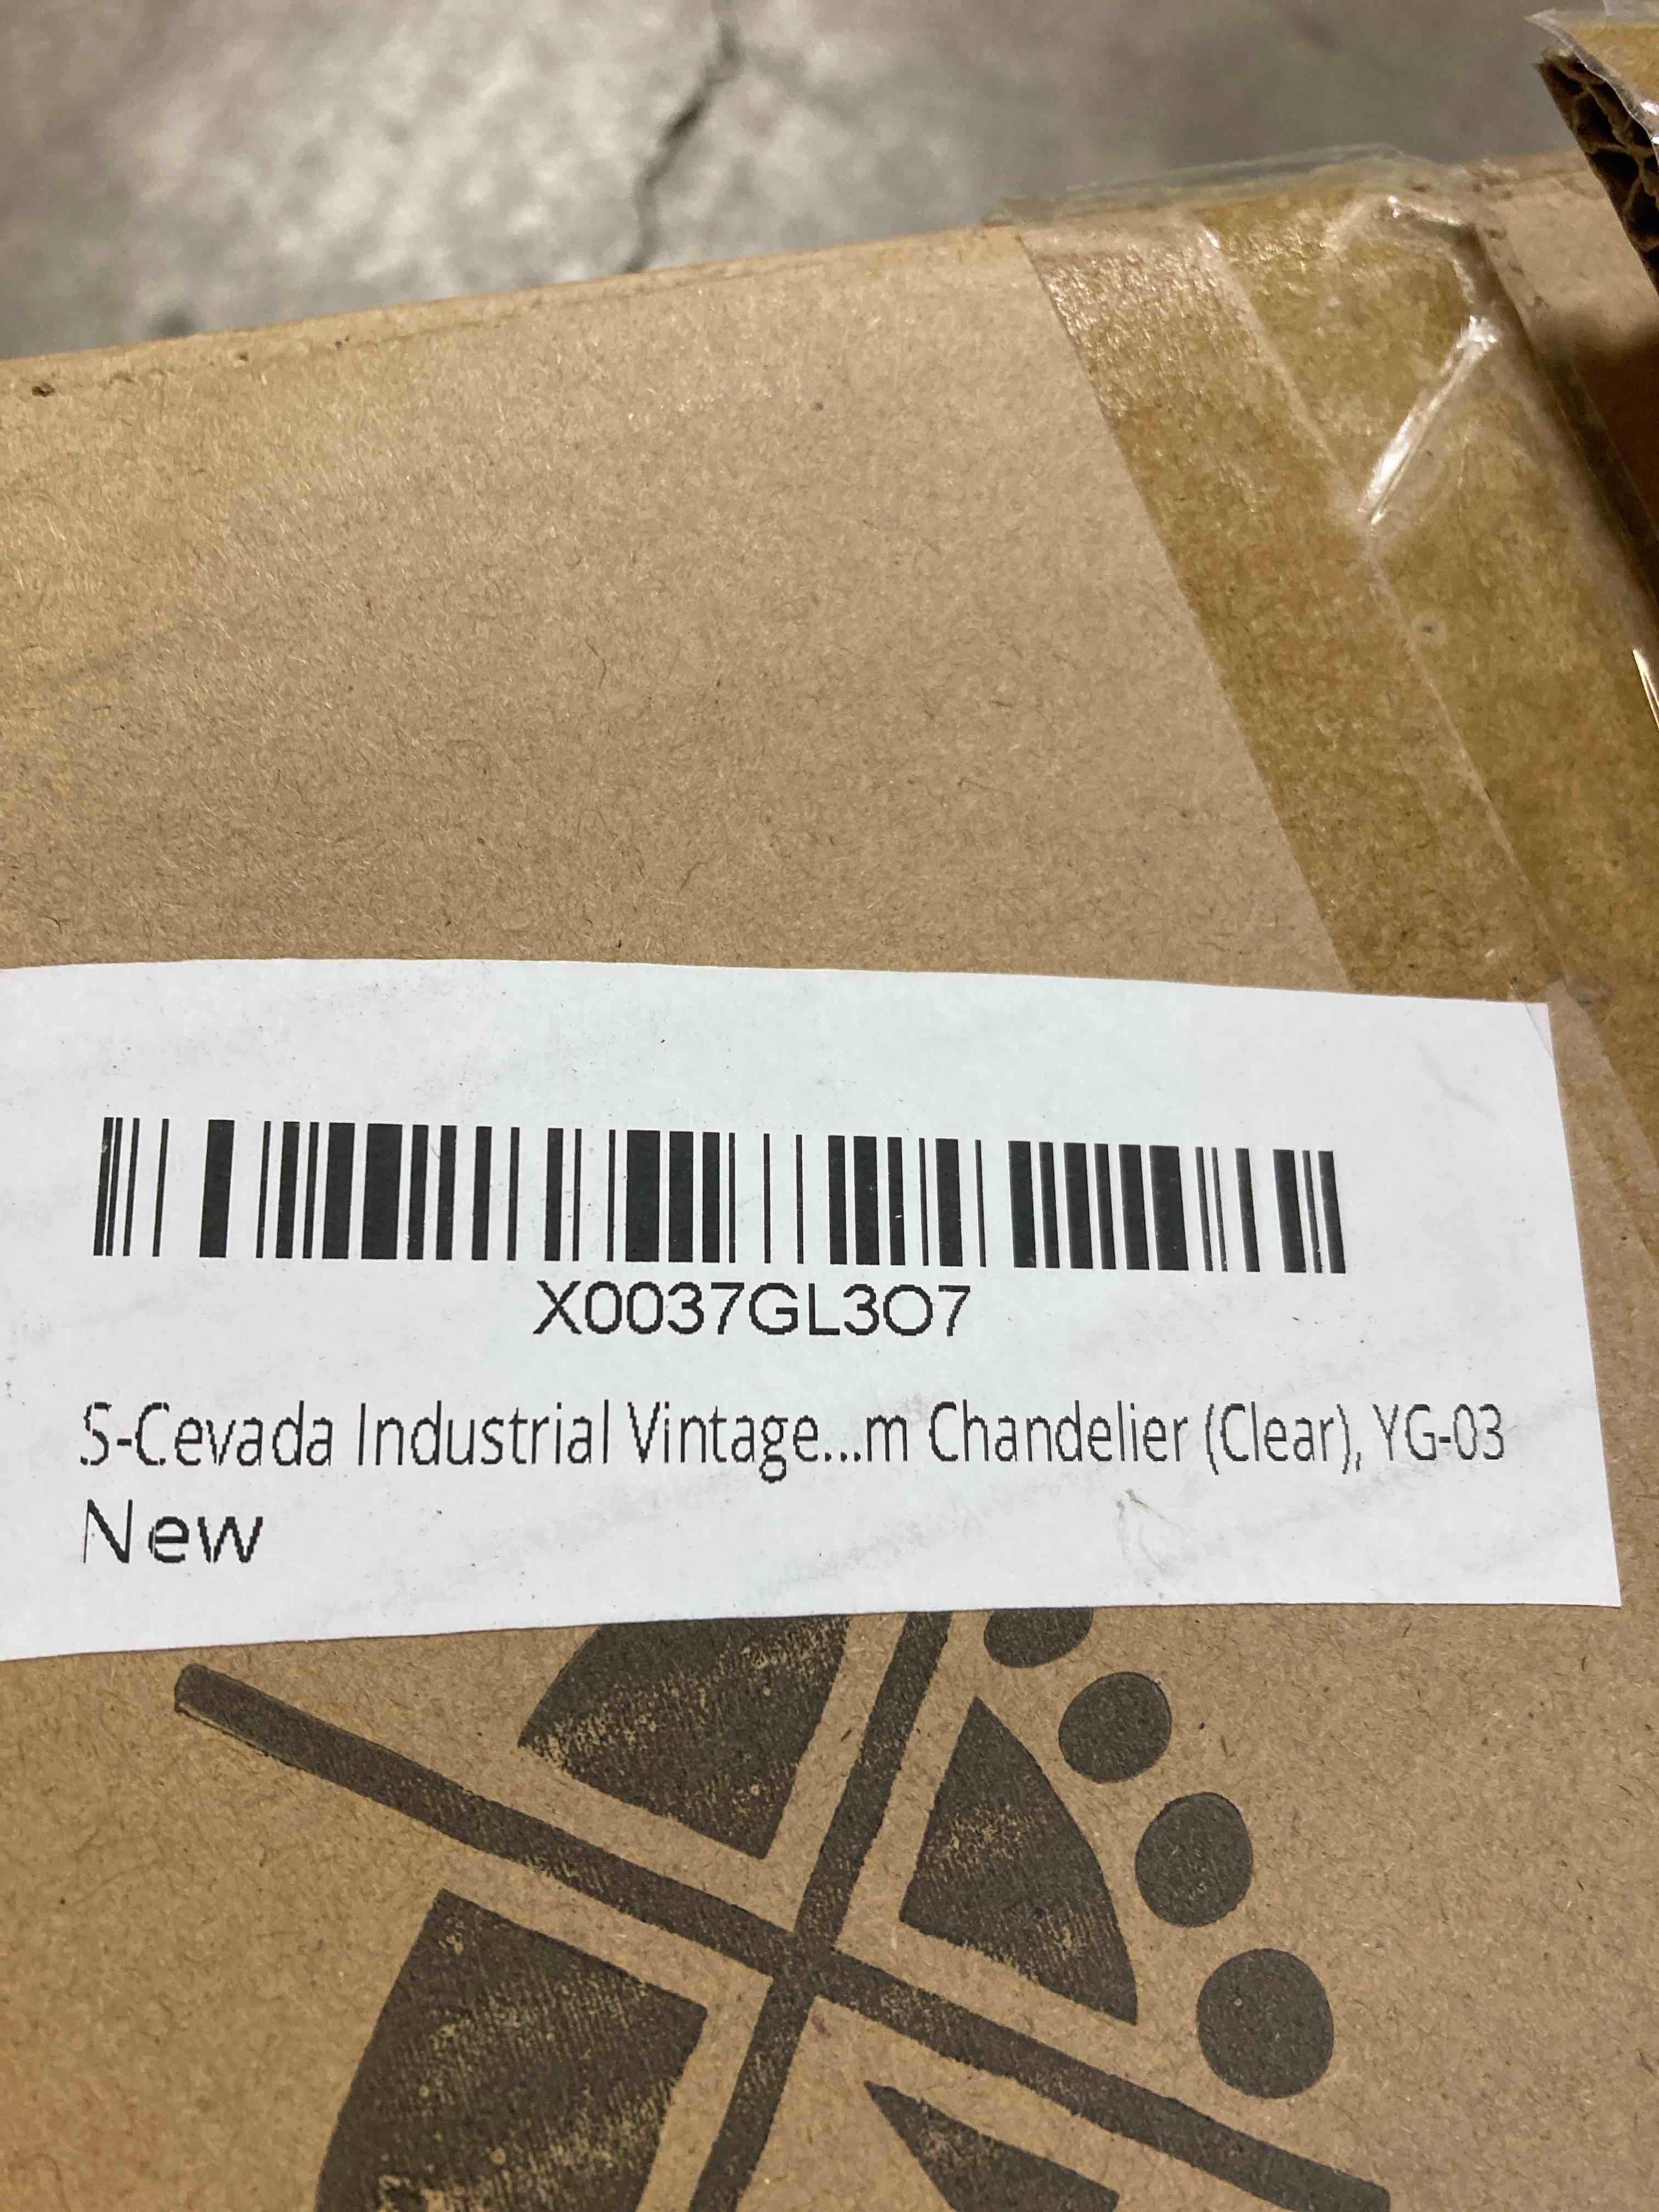 X0037GL3O7
S-Cevada Industrial Vintage...m Chandelier (Clear), YG-03
New